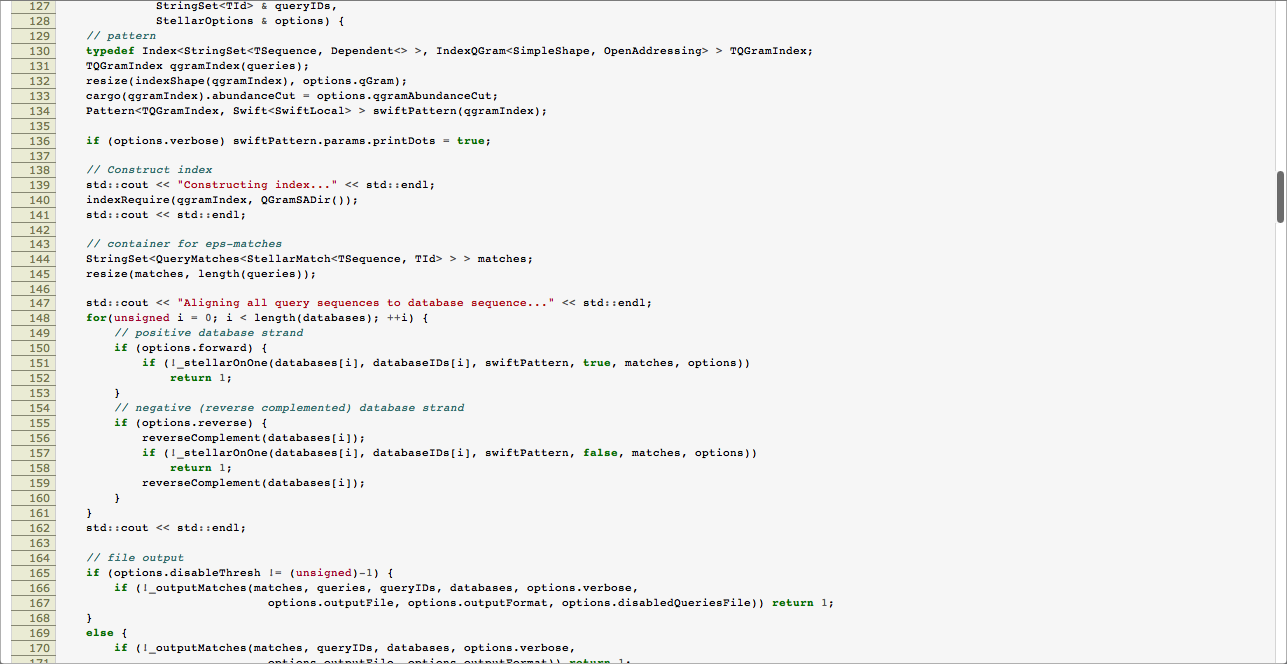 127 StringSet<TId> & queryIDs,
128 StellarOptions & options) {
129 // pattern
130 typedef Index<StringSet<TSequence, Dependent<> >, IndexQGram<SimpleShape, OpenAddressing> > TQGramIndex;
131 TQGramIndex qgramIndex(queries);
132 resize(indexShape(qgramIndex), options.qGram);
133 cargo(qgramIndex).abundanceCut = options.qgramAbundanceCut;
134 Pattern<TQGramIndex, Swift<SwiftLocal> > swiftPattern(qgramIndex);
135
136 if (options.verbose) swiftPattern.params.printDots = true;
137
138 // Construct index
139 std::cout << "Constructing index..." << std::endl;
140 indexRequire(qgramIndex, QGramSADir());
141 std::cout << std::endl;
142
143 // container for eps-matches
144 StringSet<QueryMatches<StellarMatch<TSequence, TId> > > matches;
145 resize(matches, length(queries));
146
147 std::cout << "Aligning all query sequences to database sequence..." << std::endl;
148 for(unsigned i = 0; i < length(databases); ++i) {
149 // positive database strand
150 if (options.forward) {
151 if (!_stellarOnOne(databases[i], databaseIDs[i], swiftPattern, true, matches, options))
152 return 1;
153 }
154 // negative (reverse complemented) database strand
155 if (options.reverse) {
156 reverseComplement(databases[i]);
157 if (!_stellarOnOne(databases[i], databaseIDs[i], swiftPattern, false, matches, options))
158 return 1;
159 reverseComplement(databases[i]);
160 }
161 }
162 std::cout << std::endl;
163
164 // file output
165 if (options.disableThresh != (unsigned)-1) {
166 if (!_outputMatches(matches, queries, queryIDs, databases, options.verbose,
167 options.outputFile, options.outputFormat, options.disabledQueriesFile)) return 1;
168 }
169 else {
170 if (!_outputMatches(matches, queryIDs, databases, options.verbose,
171 options.outputFile, options.outputFormat)) return 1;